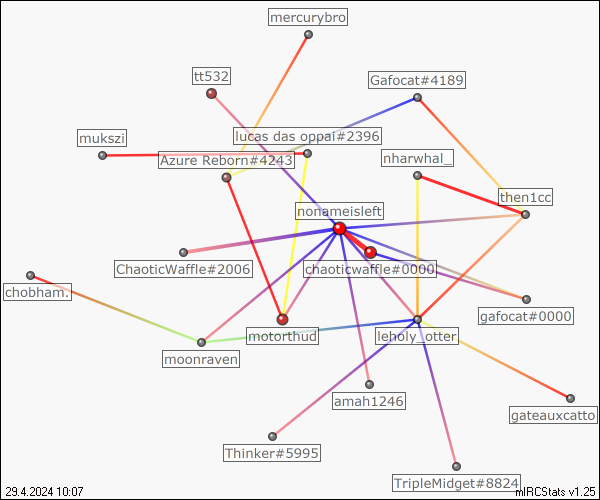 mercurybro
tt532
Gafocat#4189
lucas das oppai#2396
mukszi
Azure Reborn#4243
nharwhal_
then1cc
nonameisleft
ChaoticWaffle#2006
chaoticwaffle#0000
chobham.
gafocat#0000
motorthud
leholy_otter
moonraven
amah1246
gateauxcatto
Thinker#5995
TripleMidget#8824
29.4.2024 10:07
mIRCStats v1.25